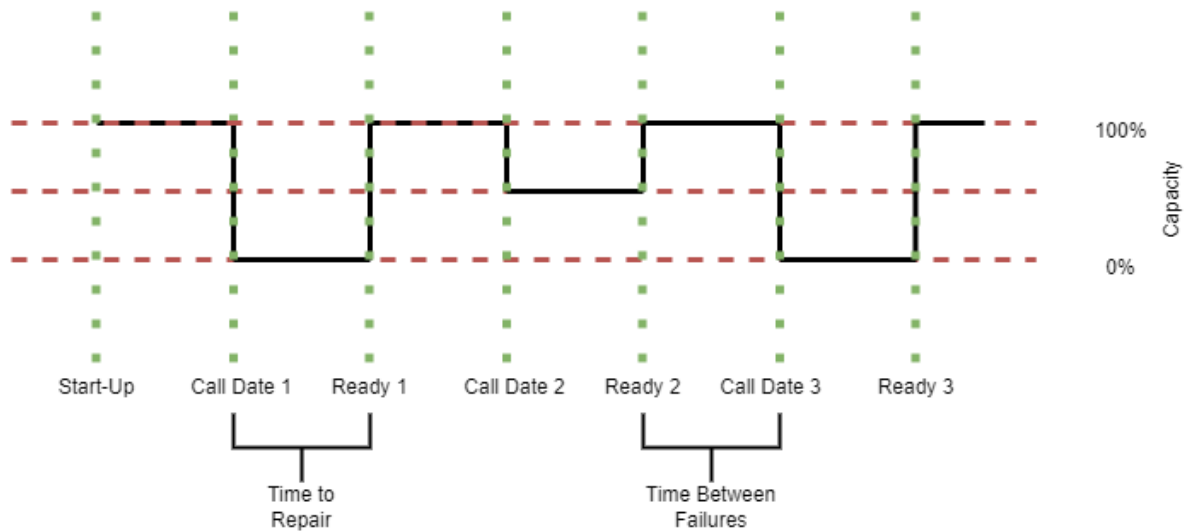 100%
Capacity
0%
Start-Up
Call Date 1
Ready 1
Call Date 2
Ready 2
Call Date 3
Ready 3
Time to
Repair
Time Between
Failures